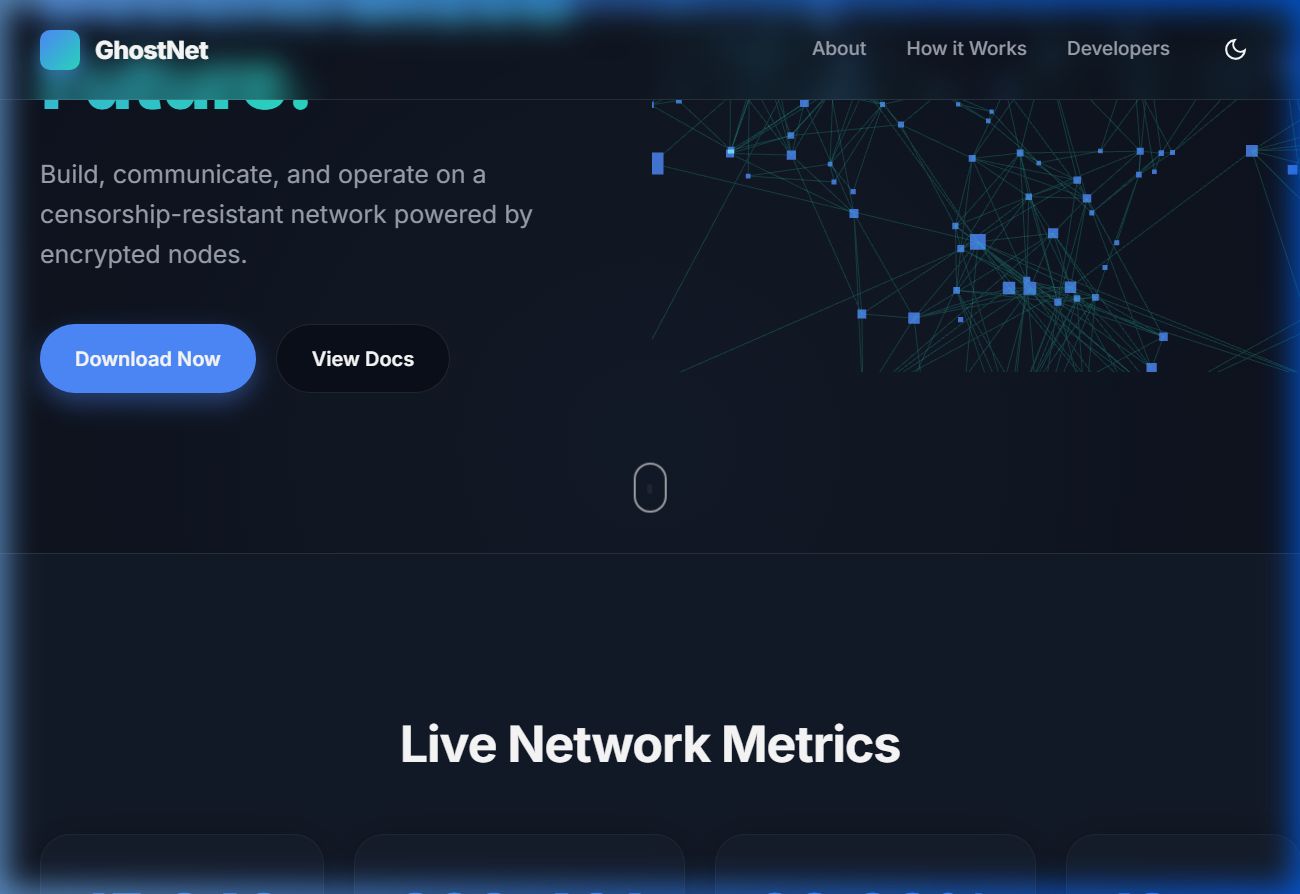 GhostNet
About
How it Works
Developers
Future.
Build, communicate, and operate on a
censorship-resistant network powered by
encrypted nodes.
Download Now
View Docs
Live Network Metrics